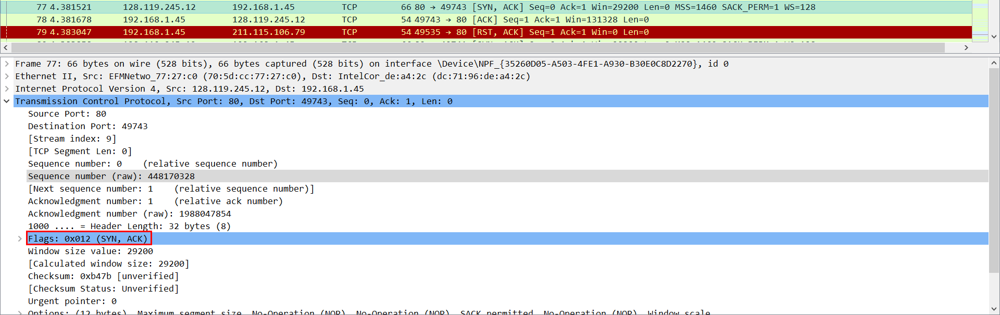 77 4.381521 128.119.245.12 192.168.1.45 TCP 66 80 → 49743 [SYN, ACK] Seq=0 Ack=1 Win=29200 Len=0 MSS=1460 SACK_PERM=1 WS=128
78 4.381678 192.168.1.45 128.119.245.12 TCP 54 49743 → 80 [ACK] Seq=1 Ack=1 Win=131328 Len=0
79 4.383047 192.168.1.45 211.115.106.79 TCP 54 49535 → 80 [RST, ACK] Seq=1 Ack=1 Win=0 Len=0
Frame 77: 66 bytes on wire (528 bits), 66 bytes captured (528 bits) on interface \Device\NPF_{35260D05-A503-4FE1-A930-B30E0C8D2270}, id 0
Ethernet II, Src: EFMNetwo_77:27:c0 (70:5d:cc:77:27:c0), Dst: IntelCor_de:a4:2c (dc:71:96:de:a4:2c)
Internet Protocol Version 4, Src: 128.119.245.12, Dst: 192.168.1.45
Transmission Control Protocol, Src Port: 80, Dst Port: 49743, Seq: 0, Ack: 1, Len: 0
Source Port: 80
Destination Port: 49743
[Stream index: 9]
[TCP Segment Len: 0]
Sequence number: 0    (relative sequence number)
Sequence number (raw): 448170328
[Next sequence number: 1    (relative sequence number)]
Acknowledgment number: 1    (relative ack number)
Acknowledgment number (raw): 1988047854
1000 .... = Header Length: 32 bytes (8)
Flags: 0x012 (SYN, ACK)
Window size value: 29200
[Calculated window size: 29200]
Checksum: 0xb47b [unverified]
[Checksum Status: Unverified]
Urgent pointer: 0
Options: (12 bytes), Maximum segment size, No-Operation (NOP), No-Operation (NOP), SACK permitted, No-Operation (NOP), Window scale